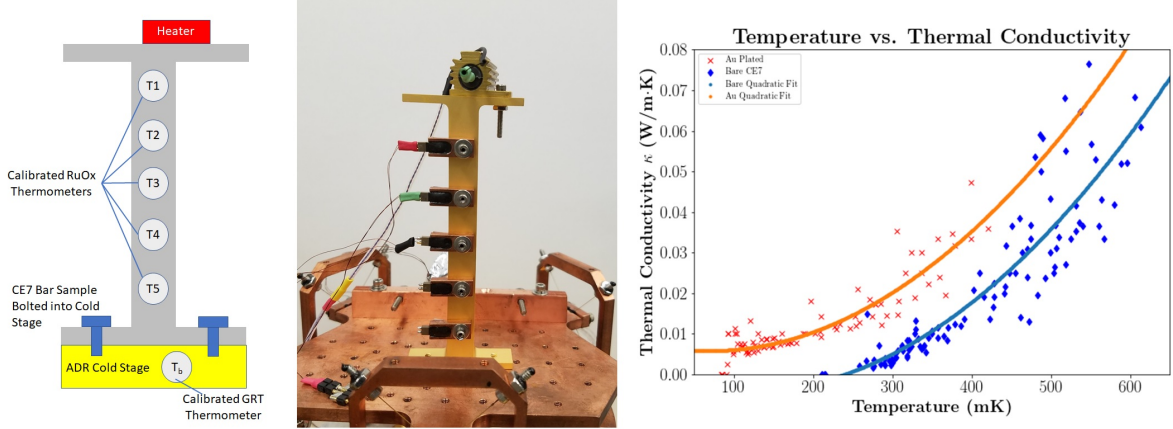 Heater
T1
T2
T3
T4
T5
Calibrated RuOx
Thermometers
CE7 Bar Sample
Bolted into Cold
Stage
ADR Cold Stage
Tb
Calibrated GRT
Thermometer
Temperature vs. Thermal Conductivity
Au Plated
Bare CE7
Bare Quadratic Fit
Au Quadratic Fit
Thermal Conductivity κ (W/m·K)
0.08
0.07
0.06
0.05
0.04
0.03
0.02
0.01
0.00
100 200 300 400 500 600
Temperature (mK)